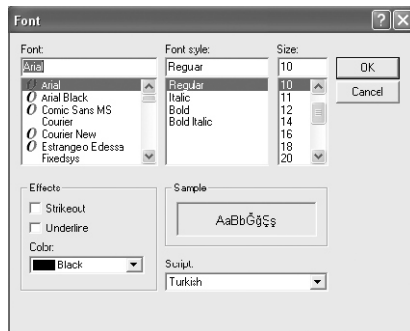 Font
Font:
Arial
Arial
Arial Black
Comic Sans MS
Courier
Courier New
Estrangeo Edessa
Fixedsys
Font style:
Reguar
Regular
Italic
Bold
Bold Italic
Size:
10
10
11
12
14
16
18
20
OK
Cancel
Effects
Strikeout
Underline
Color:
Black
Sample
AaBbĞğŞş
Script:
Turkish